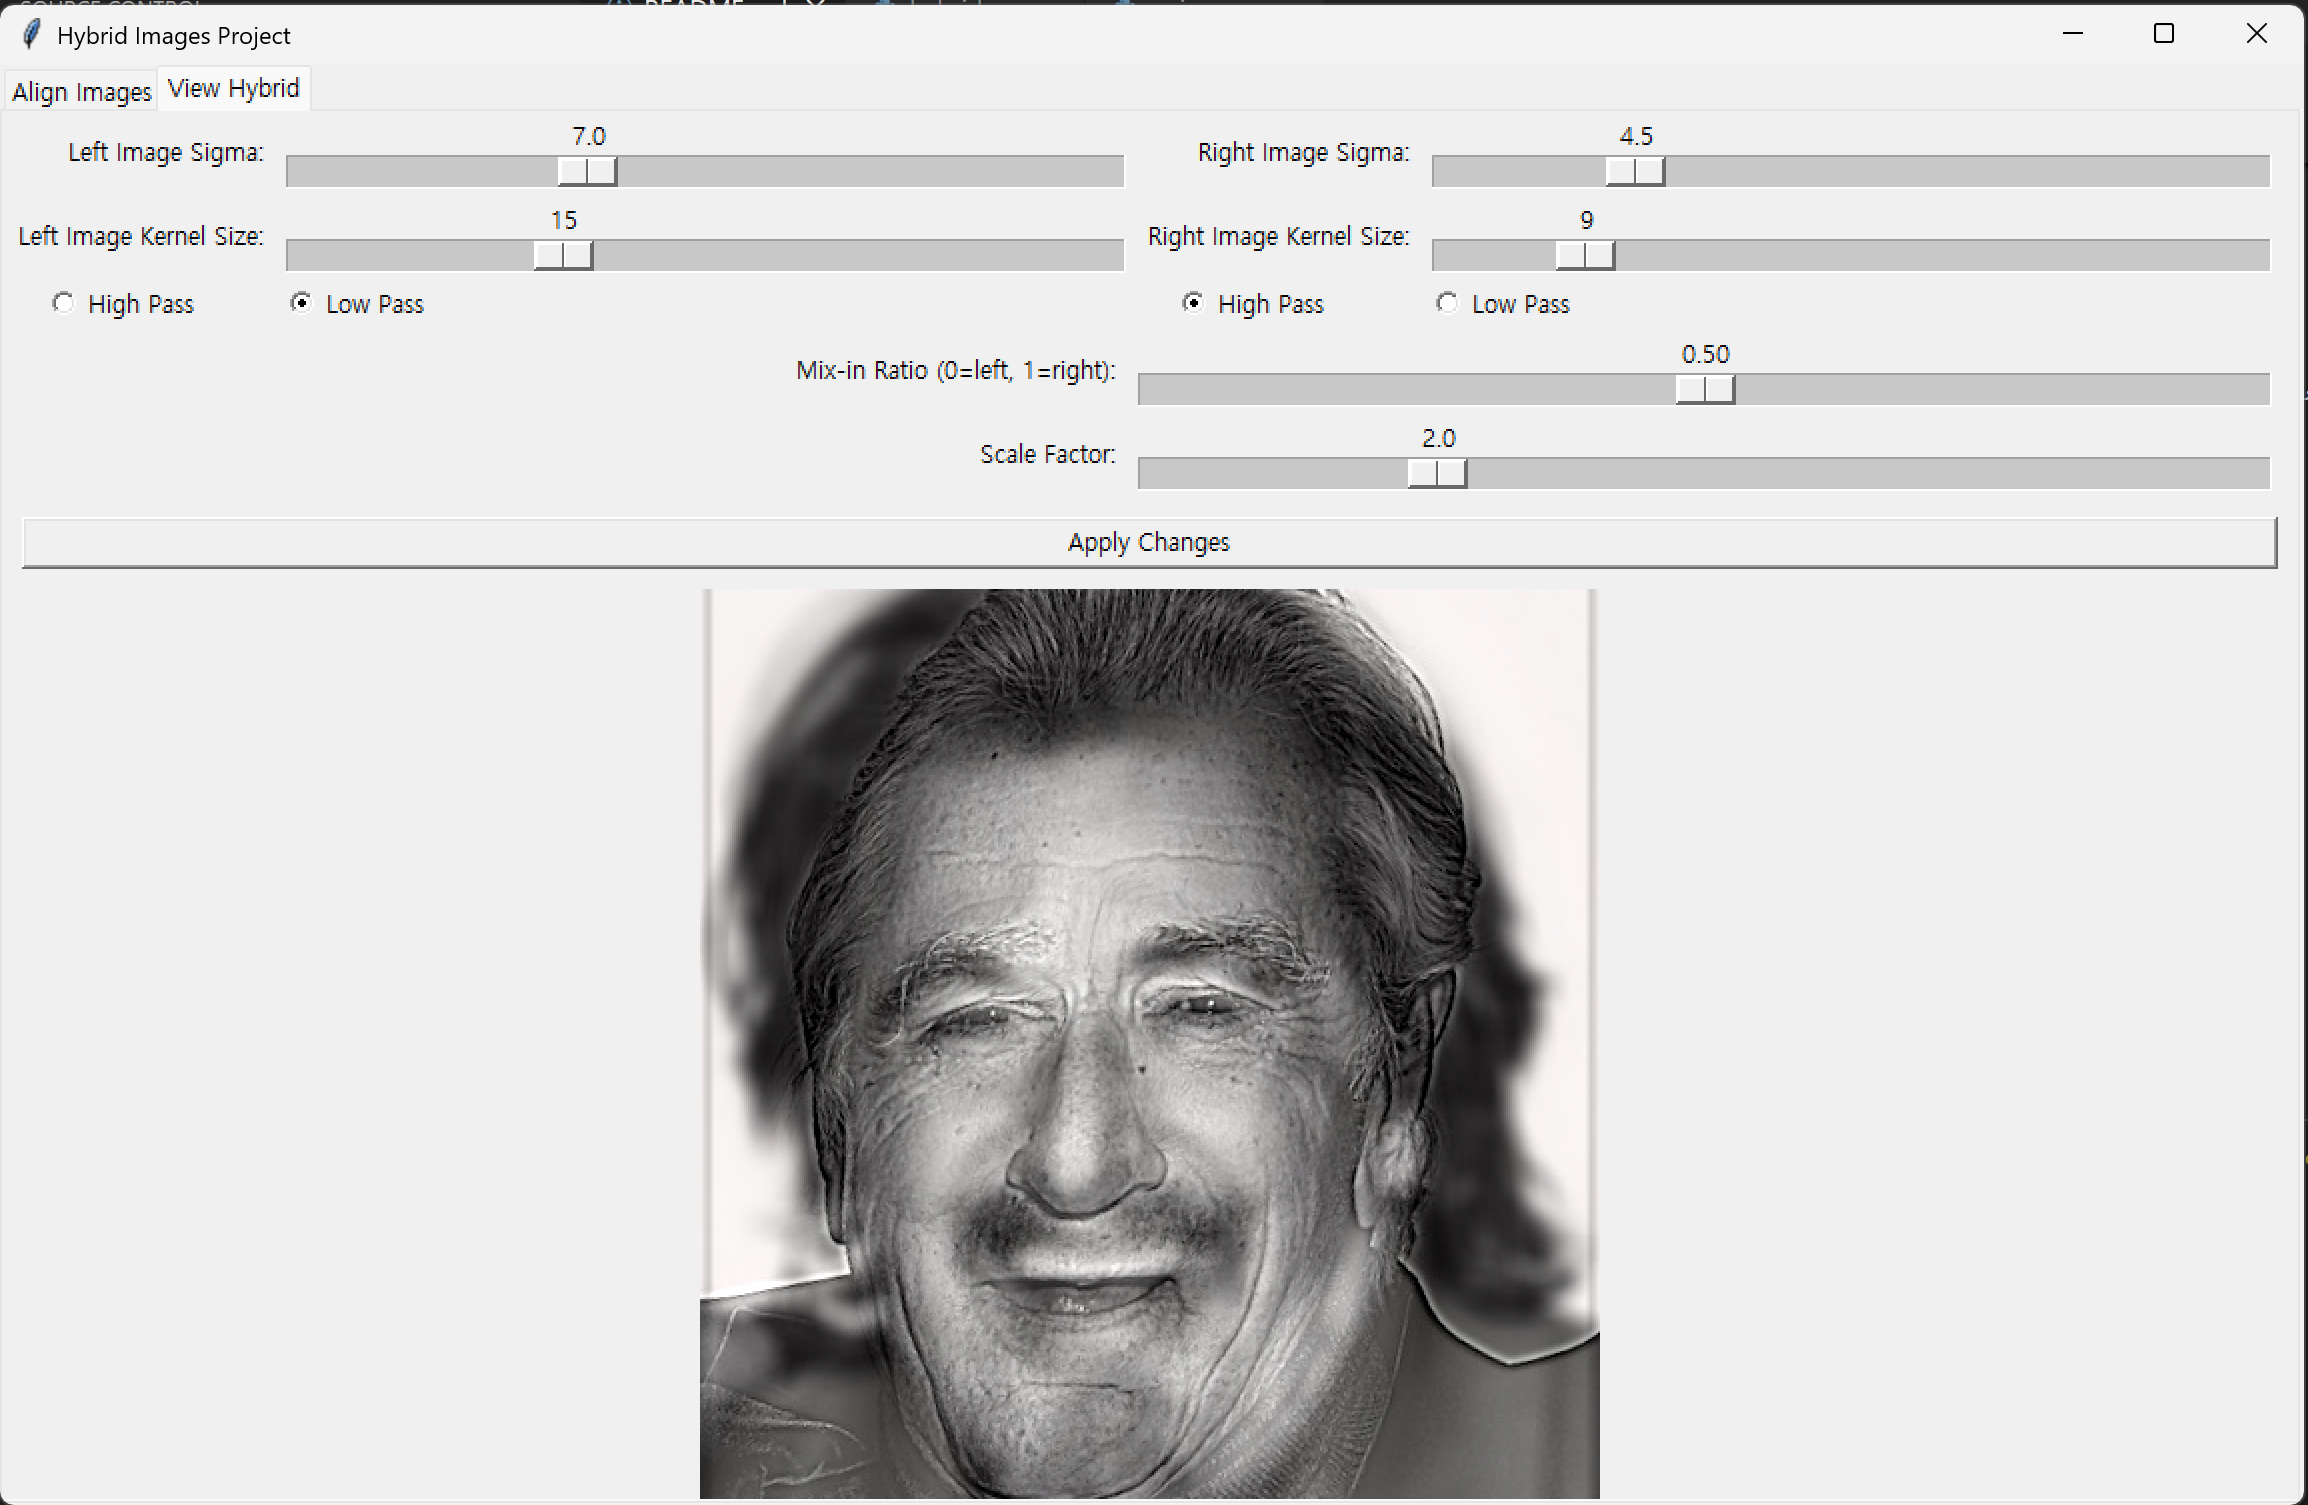 Hybrid Images Project
Align Images View Hybrid
7.0 4.5
Left Image Sigma: Right Image Sigma:
15 9
Left Image Kernel Size: Right Image Kernel Size:
High Pass Low Pass High Pass Low Pass
0.50
Mix-in Ratio (0=left, 1=right):
2.0
Scale Factor:
Apply Changes